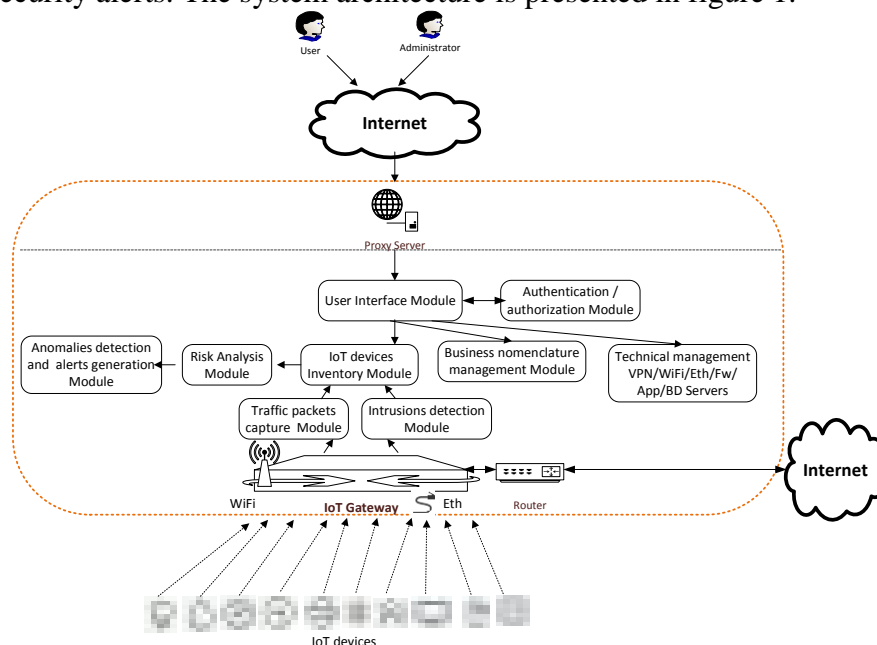 security alerts. The system architecture is presented in figure 1.
User
Administrator
Internet
Proxy Server
User Interface Module
Authentication /
authorization Module
Anomalies detection
and alerts generation
Module
Risk Analysis
Module
IoT devices
Inventory Module
Business nomenclature
management Module
Technical management
VPN/WiFi/Eth/Fw/
App/BD Servers
Traffic packets
capture Module
Intrusions detection
Module
Internet
WiFi
IoT Gateway
Eth
Router
IoT devices